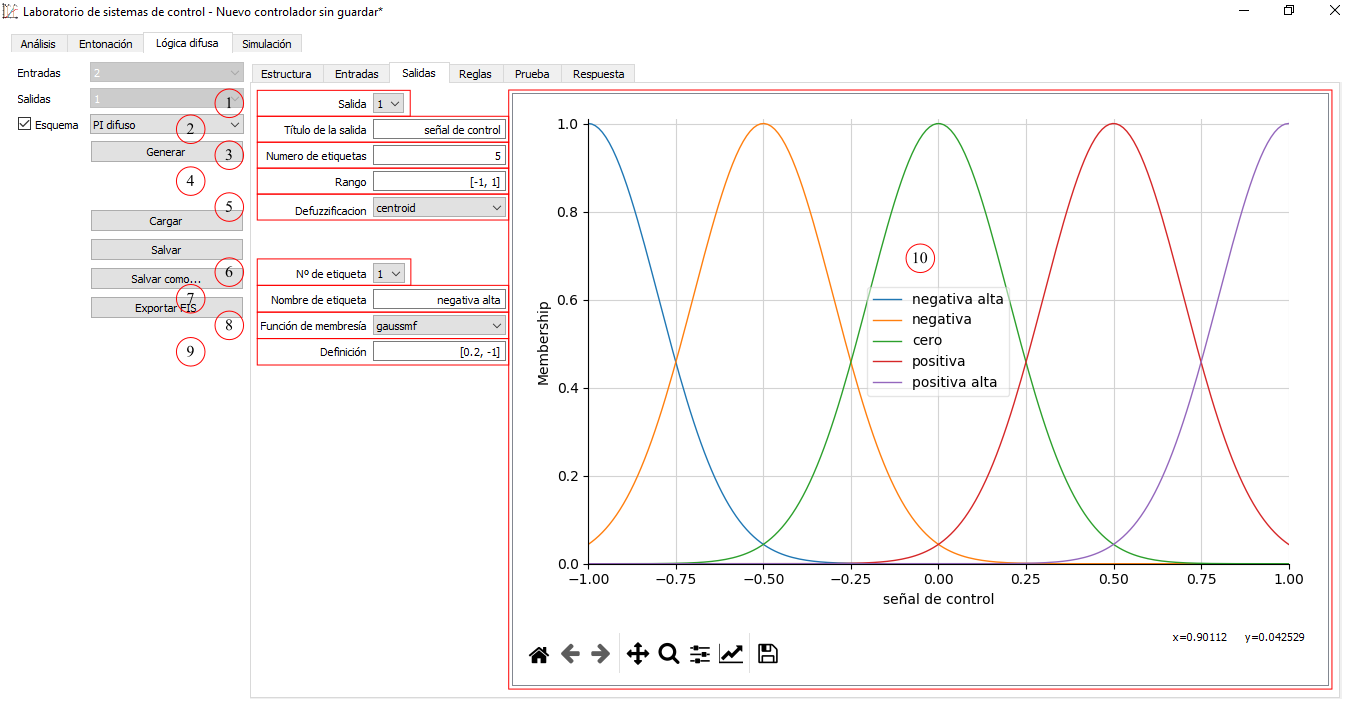 Laboratorio de sistemas de control - Nuevo controlador sin guardar*
Análisis Entonación Lógica difusa Simulación
Entradas 2
Salidas 1
Esquema PI difuso
Generar
Cargar
Salvar
Salvar como...
Exportar FIS
Estructura Entradas Salidas Reglas Prueba Respuesta
1 Salida 1
2 Título de la salida señal de control
3 Numero de etiquetas 5
4 Rango [-1, 1]
5 Defuzzificacion centroid
6 Nº de etiqueta 1
7 Nombre de etiqueta negativa alta
8 Función de membresía gaussmf
9 Definición [0.2, -1]
10
1.0
0.8
0.6
0.4
0.2
0.0
Membership
negativa alta
negativa
cero
positiva
positiva alta
−1.00 −0.75 −0.50 −0.25 0.00 0.25 0.50 0.75 1.00
señal de control
x=0.90112 y=0.042529